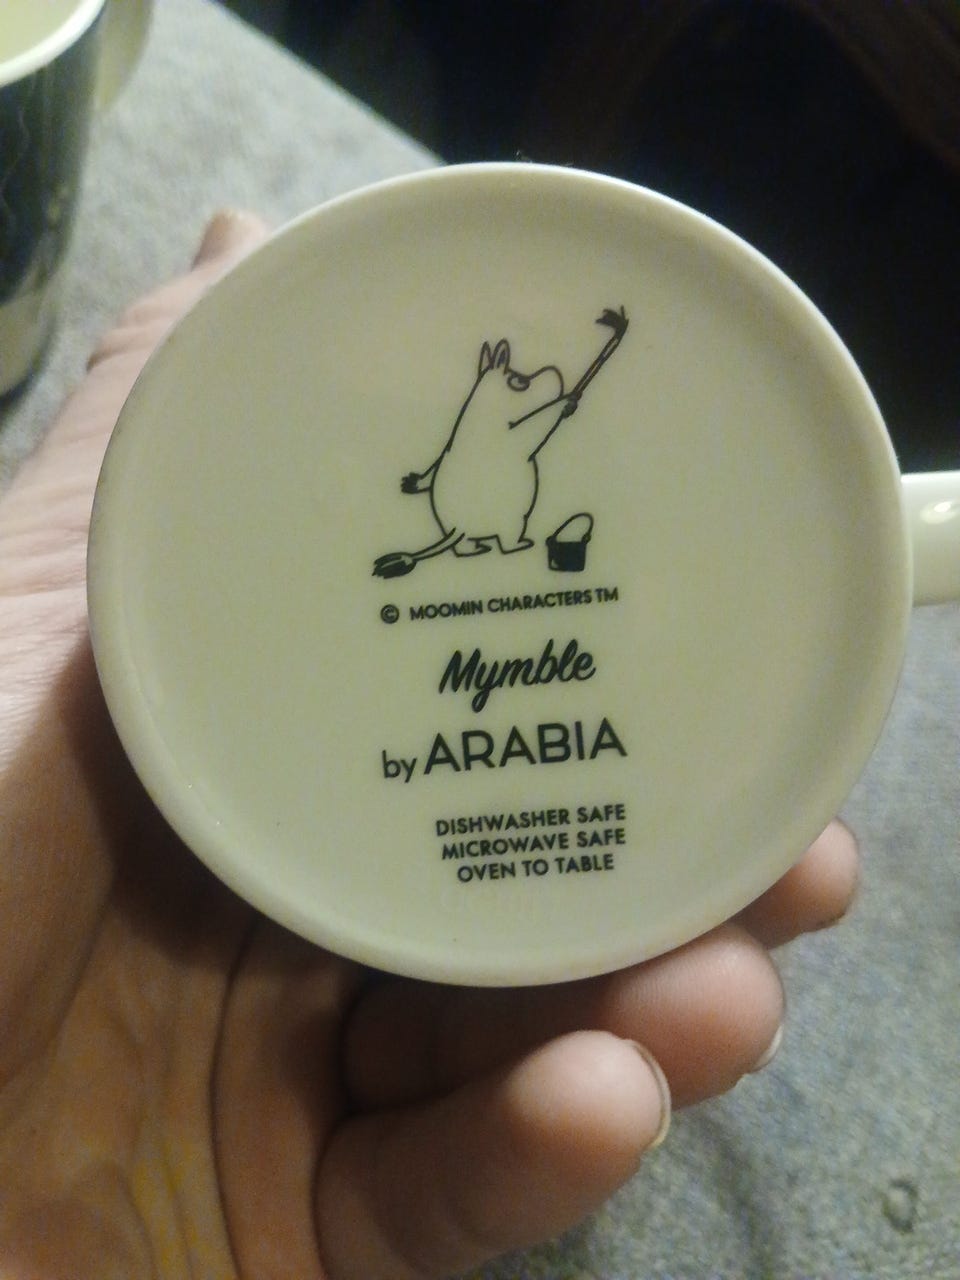 © MOOMIN CHARACTERS TM
Mymble
by ARABIA
DISHWASHER SAFE
MICROWAVE SAFE
OVEN TO TABLE